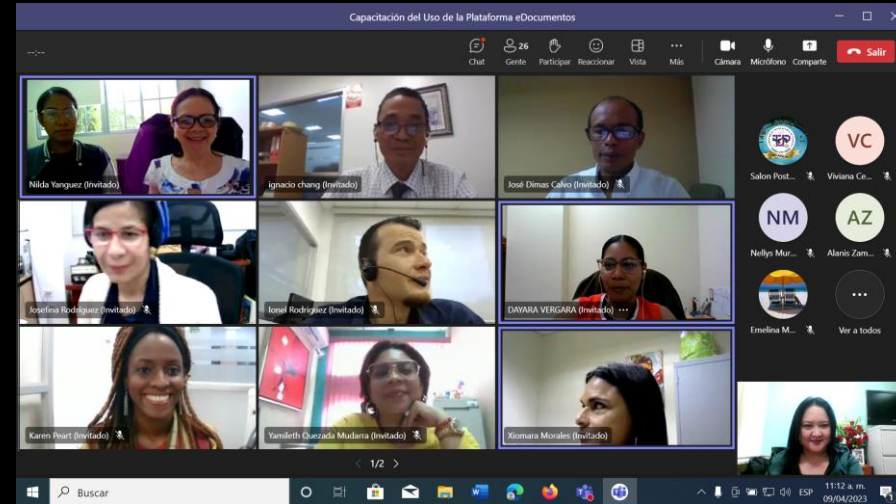 Capacitación del Uso de la Plataforma eDocumentos
--:--
26
Chat Gente Participar Reaccionar Vista Más Cámara Micrófono Comparte Salir
Nilda Yanguez (Invitado)
ignacio chang (Invitado)
José Dimas Calvo (Invitado)
VC
Salon Post... Viviana Ce...
Josefina Rodriguez (Invitado)
Ionel Rodriguez (Invitado)
DAYARA VERGARA (Invitado) ...
NM AZ
Nellys Mur... Alanis Zam...
Emelina M... Ver a todos
Karen Peart (Invitado)
Yamileth Quezada Mudarra (Invitado)
Xiomara Morales (Invitado)
1/2
Buscar
ESP
11:12 a. m.
09/04/2023